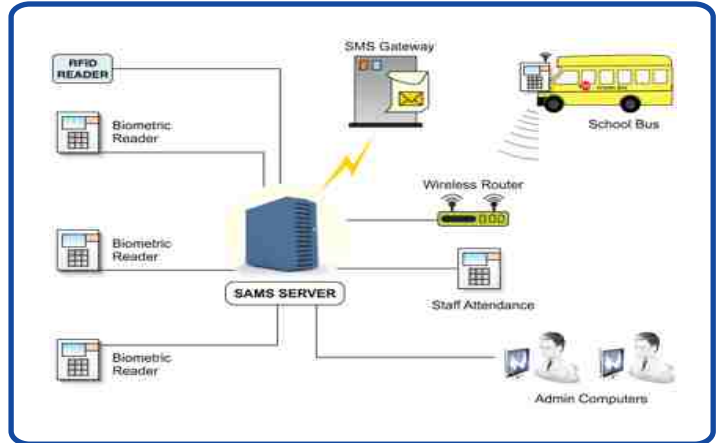 SMS Gateway
RFID
READER
School Bus
Biometric
Reader
Wireless Router
Biometric
Reader
SAMS SERVER
Staff Attendance
Biometric
Reader
Admin Computers